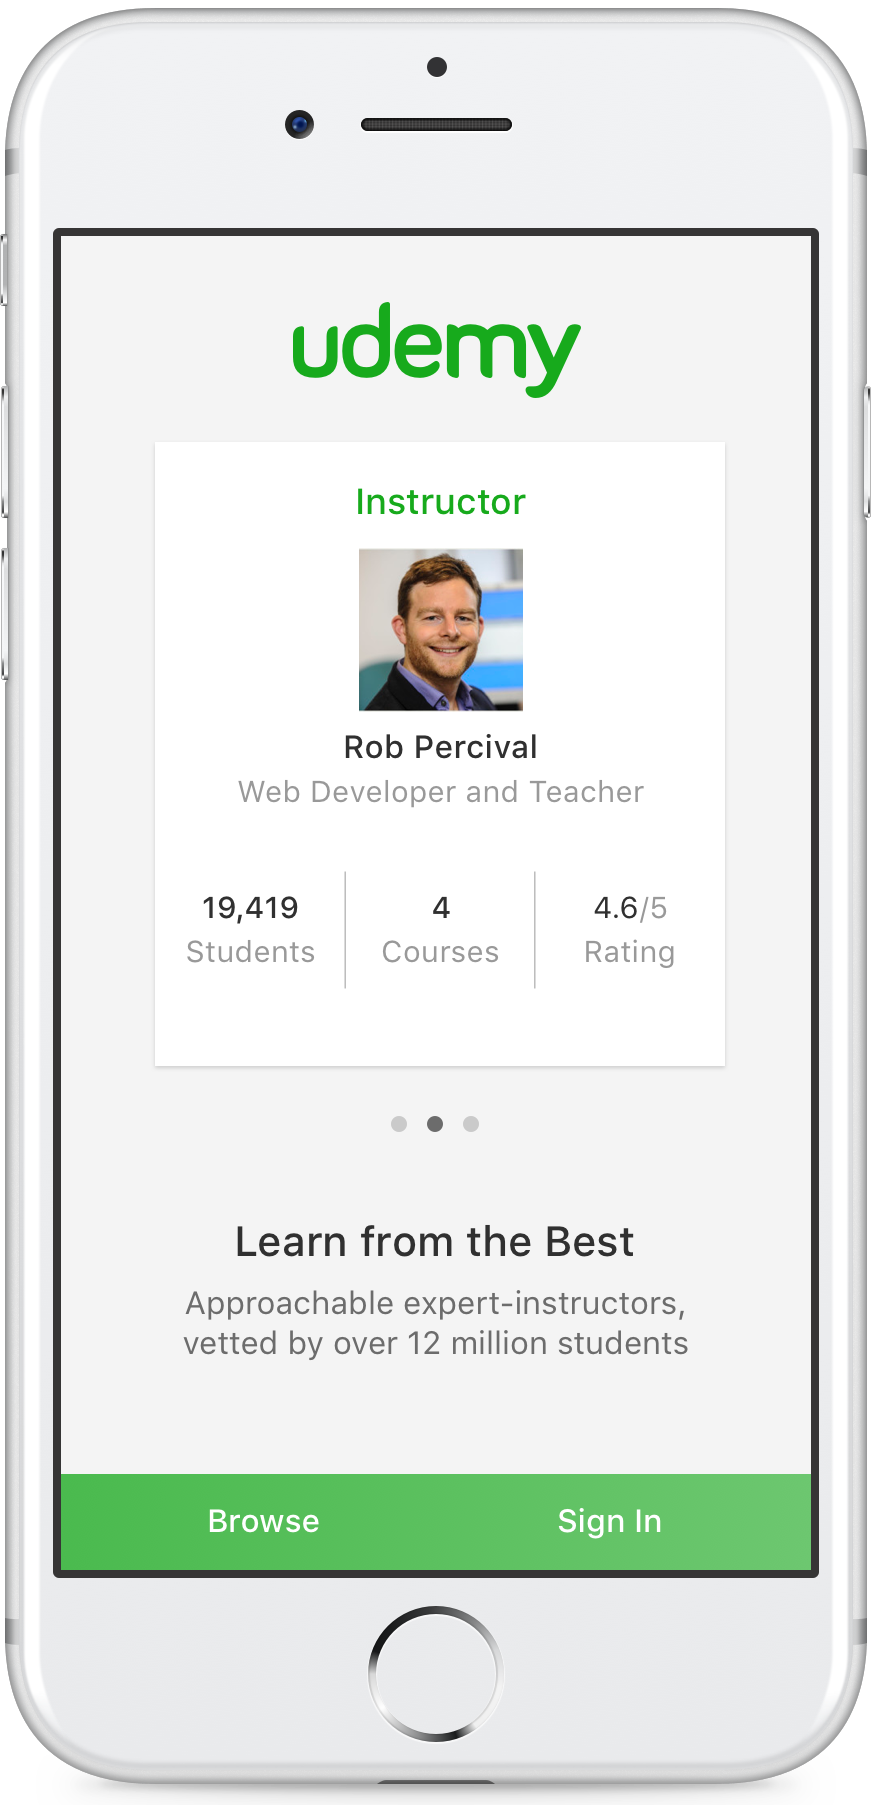 udemy
Instructor
Rob Percival
Web Developer and Teacher
19,419 4 4.6/5
Students Courses Rating
Learn from the Best
Approachable expert-instructors,
vetted by over 12 million students
Browse Sign In